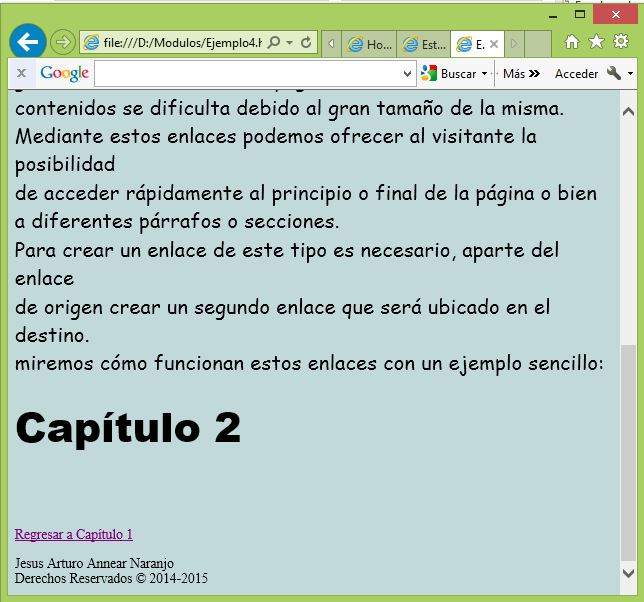 file:///D:/Modulos/Ejemplo4.h
Ho...
Est...
E.
x Google
Buscar
Más »
Acceder
contenidos se dificulta debido al gran tamaño de la misma.
Mediante estos enlaces podemos ofrecer al visitante la
posibilidad
de acceder rápidamente al principio o final de la página o bien
a diferentes párrafos o secciones.
Para crear un enlace de este tipo es necesario, aparte del
enlace
de origen crear un segundo enlace que será ubicado en el
destino.
miremos cómo funcionan estos enlaces con un ejemplo sencillo:
Capítulo 2
Regresar a Capítulo 1
Jesus Arturo Annear Naranjo
Derechos Reservados © 2014-2015